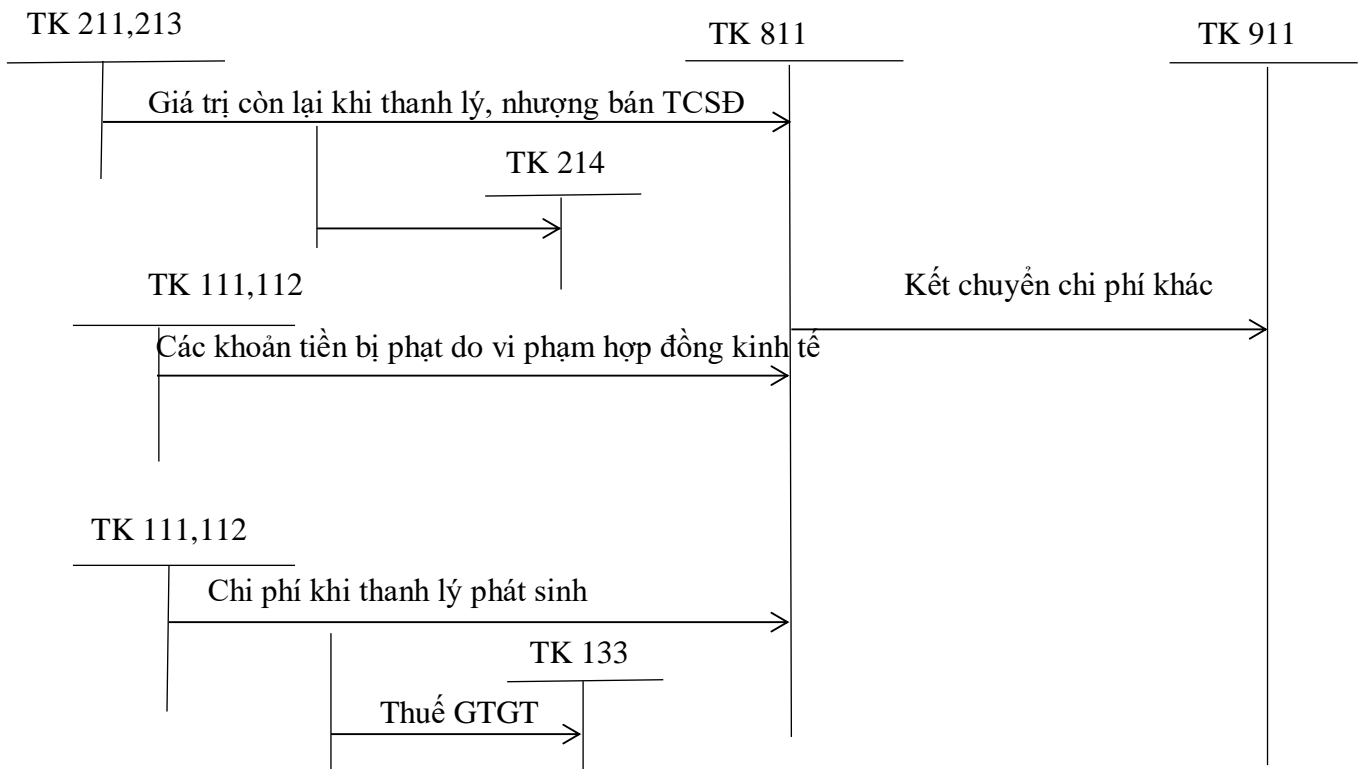 TK 211,213
TK 811
TK 911
Giá trị còn lại khi thanh lý, nhượng bán TCSĐ
TK 214
TK 111,112
Kết chuyển chi phí khác
Các khoản tiền bị phạt do vi phạm hợp đồng kinh tế
TK 111,112
Chi phí khi thanh lý phát sinh
TK 133
Thuế GTGT